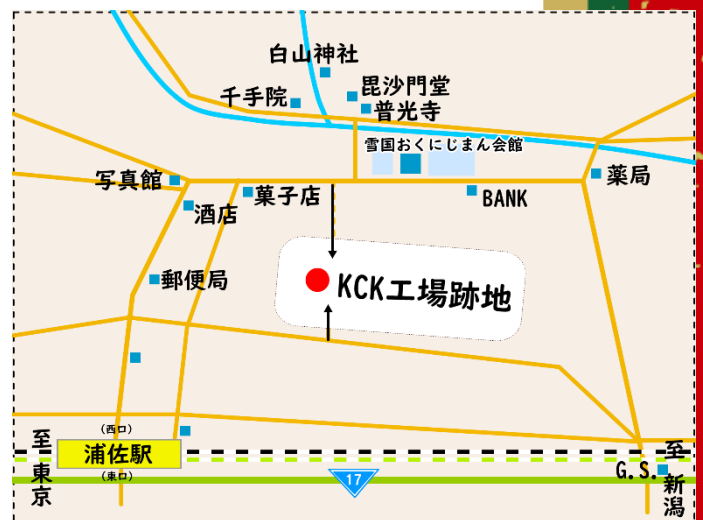 白山神社
毘沙門堂
千手院
普光寺
雪国おくにじまん会館
写真館
菓子店
BANK
薬局
酒店
郵便局
KCK工場跡地
至東京
(西口)
浦佐駅
(東口)
17
G.S.
至新潟